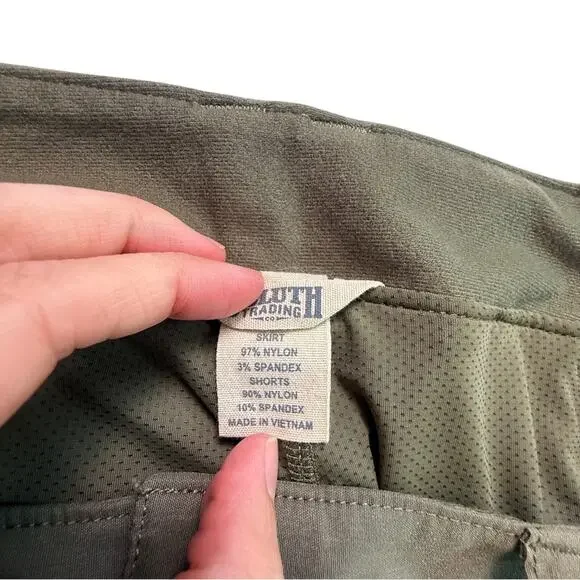 LUTH
TRADING
CO
SKIRT
97% NYLON
3% SPANDEX
SHORTS
90% NYLON
10% SPANDEX
MADE IN VIETNAM